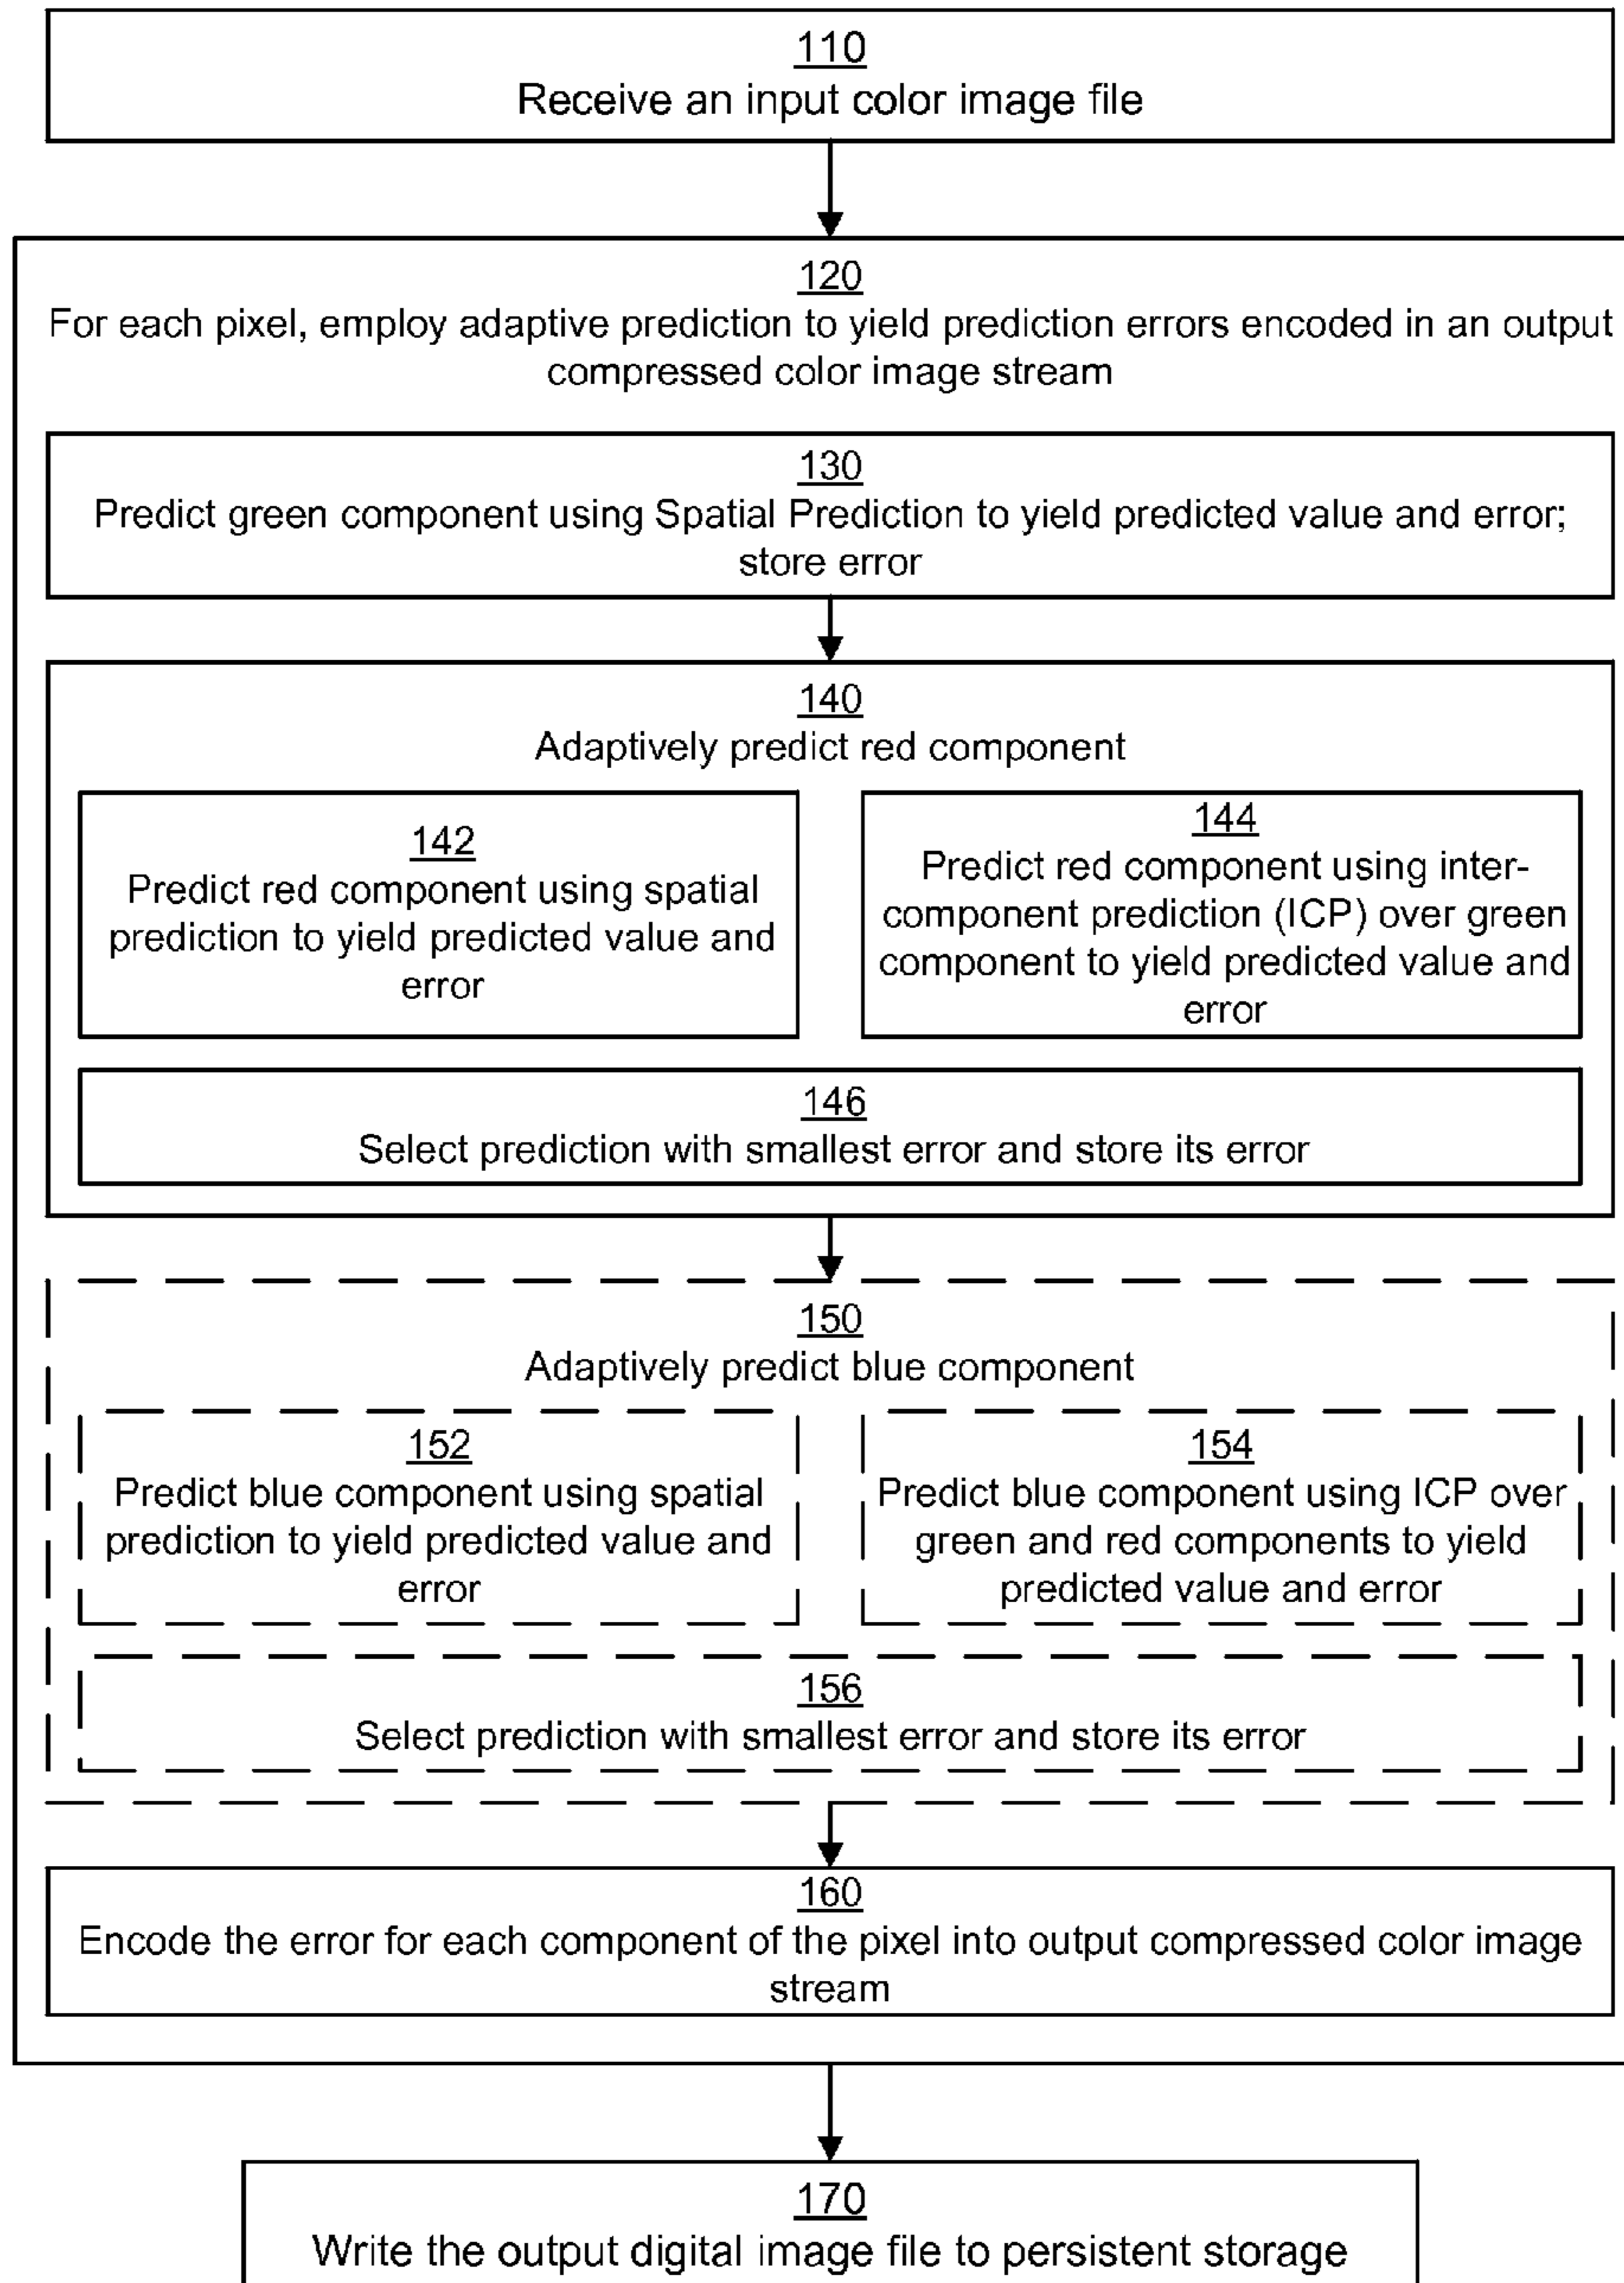 110
Receive an input color image file
120
For each pixel, employ adaptive prediction to yield prediction errors encoded in an output
compressed color image stream
130
Predict green component using Spatial Prediction to yield predicted value and error;
store error
140
Adaptively predict red component
142
Predict red component using spatial
prediction to yield predicted value and
error
144
Predict red component using inter-
component prediction (ICP) over green
component to yield predicted value and
error
146
Select prediction with smallest error and store its error
150
Adaptively predict blue component
152
Predict blue component using spatial
prediction to yield predicted value and
error
154
Predict blue component using ICP over
green and red components to yield
predicted value and error
156
Select prediction with smallest error and store its error
160
Encode the error for each component of the pixel into output compressed color image
stream
170
Write the output digital image file to persistent storage